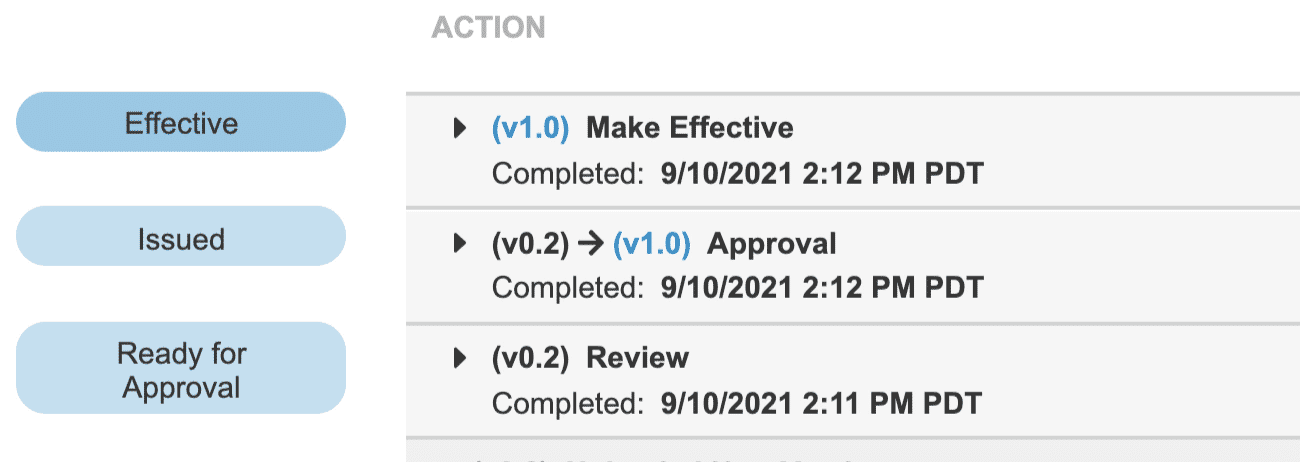 ACTION
Effective
(v1.0) Make Effective
Completed: 9/10/2021 2:12 PM PDT
Issued
(v0.2) → (v1.0) Approval
Completed: 9/10/2021 2:12 PM PDT
Ready for
Approval
(v0.2) Review
Completed: 9/10/2021 2:11 PM PDT